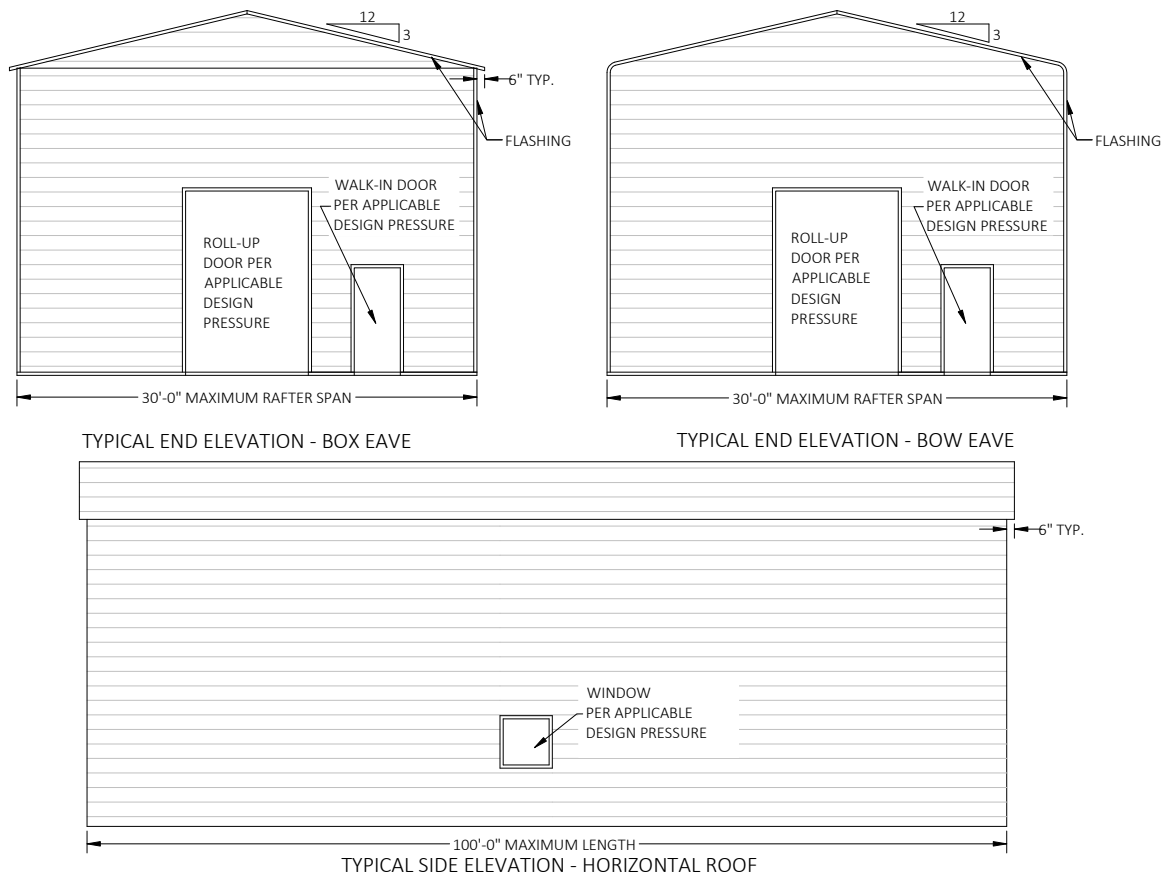 12
3
6" TYP.
FLASHING
WALK-IN DOOR
PER APPLICABLE
DESIGN PRESSURE
ROLL-UP
DOOR PER
APPLICABLE
DESIGN
PRESSURE
30'-0" MAXIMUM RAFTER SPAN
TYPICAL END ELEVATION - BOX EAVE
12
3
FLASHING
WALK-IN DOOR
PER APPLICABLE
DESIGN PRESSURE
ROLL-UP
DOOR PER
APPLICABLE
DESIGN
PRESSURE
30'-0" MAXIMUM RAFTER SPAN
TYPICAL END ELEVATION - BOW EAVE
6" TYP.
WINDOW
PER APPLICABLE
DESIGN PRESSURE
100'-0" MAXIMUM LENGTH
TYPICAL SIDE ELEVATION - HORIZONTAL ROOF